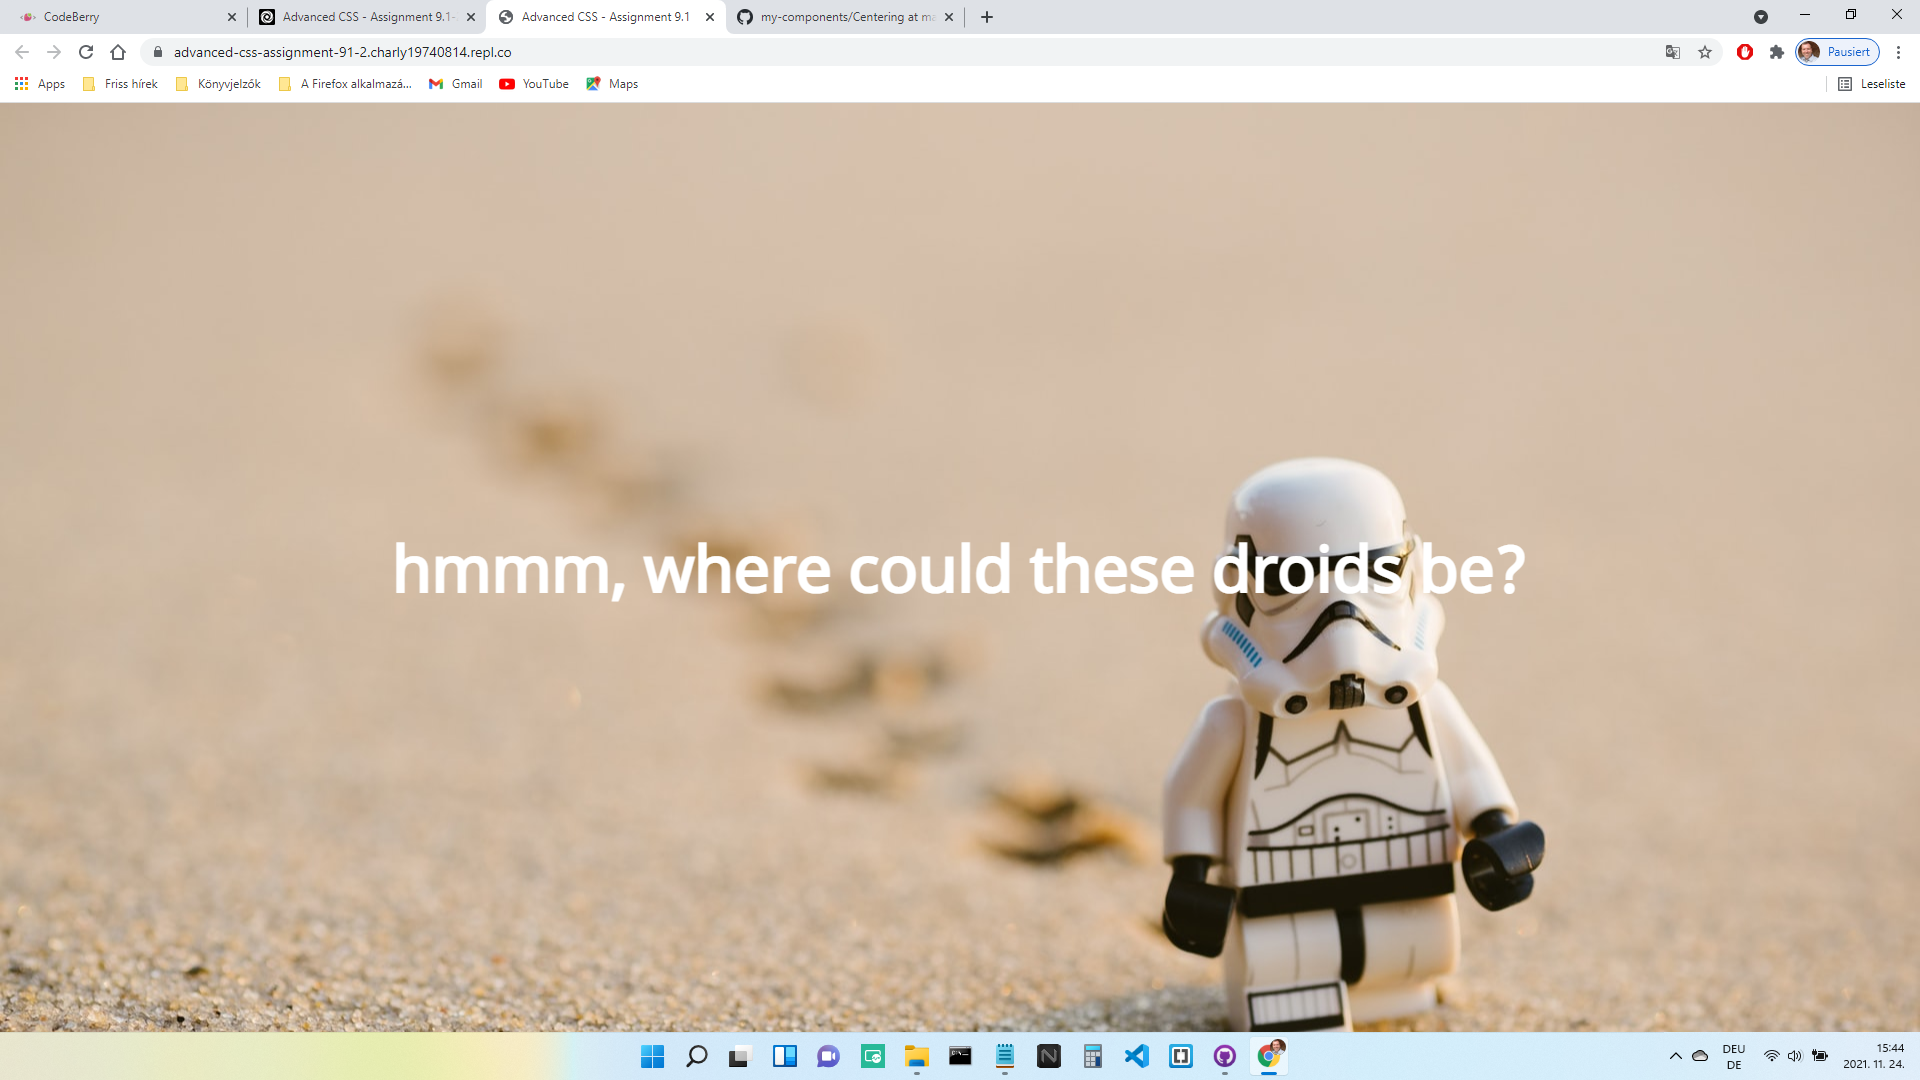 CodeBerry
Advanced CSS - Assignment 9.1-
Advanced CSS - Assignment 9.1
my-components/Centering at ma
advanced-css-assignment-91-2.charly19740814.repl.co
Pausiert
Apps
Friss hírek
Könyvjelzők
A Firefox alkalmazá...
Gmail
YouTube
Maps
Leseliste
hmmm, where could these droids be?
DEU
DE
15:44
2021. 11. 24.